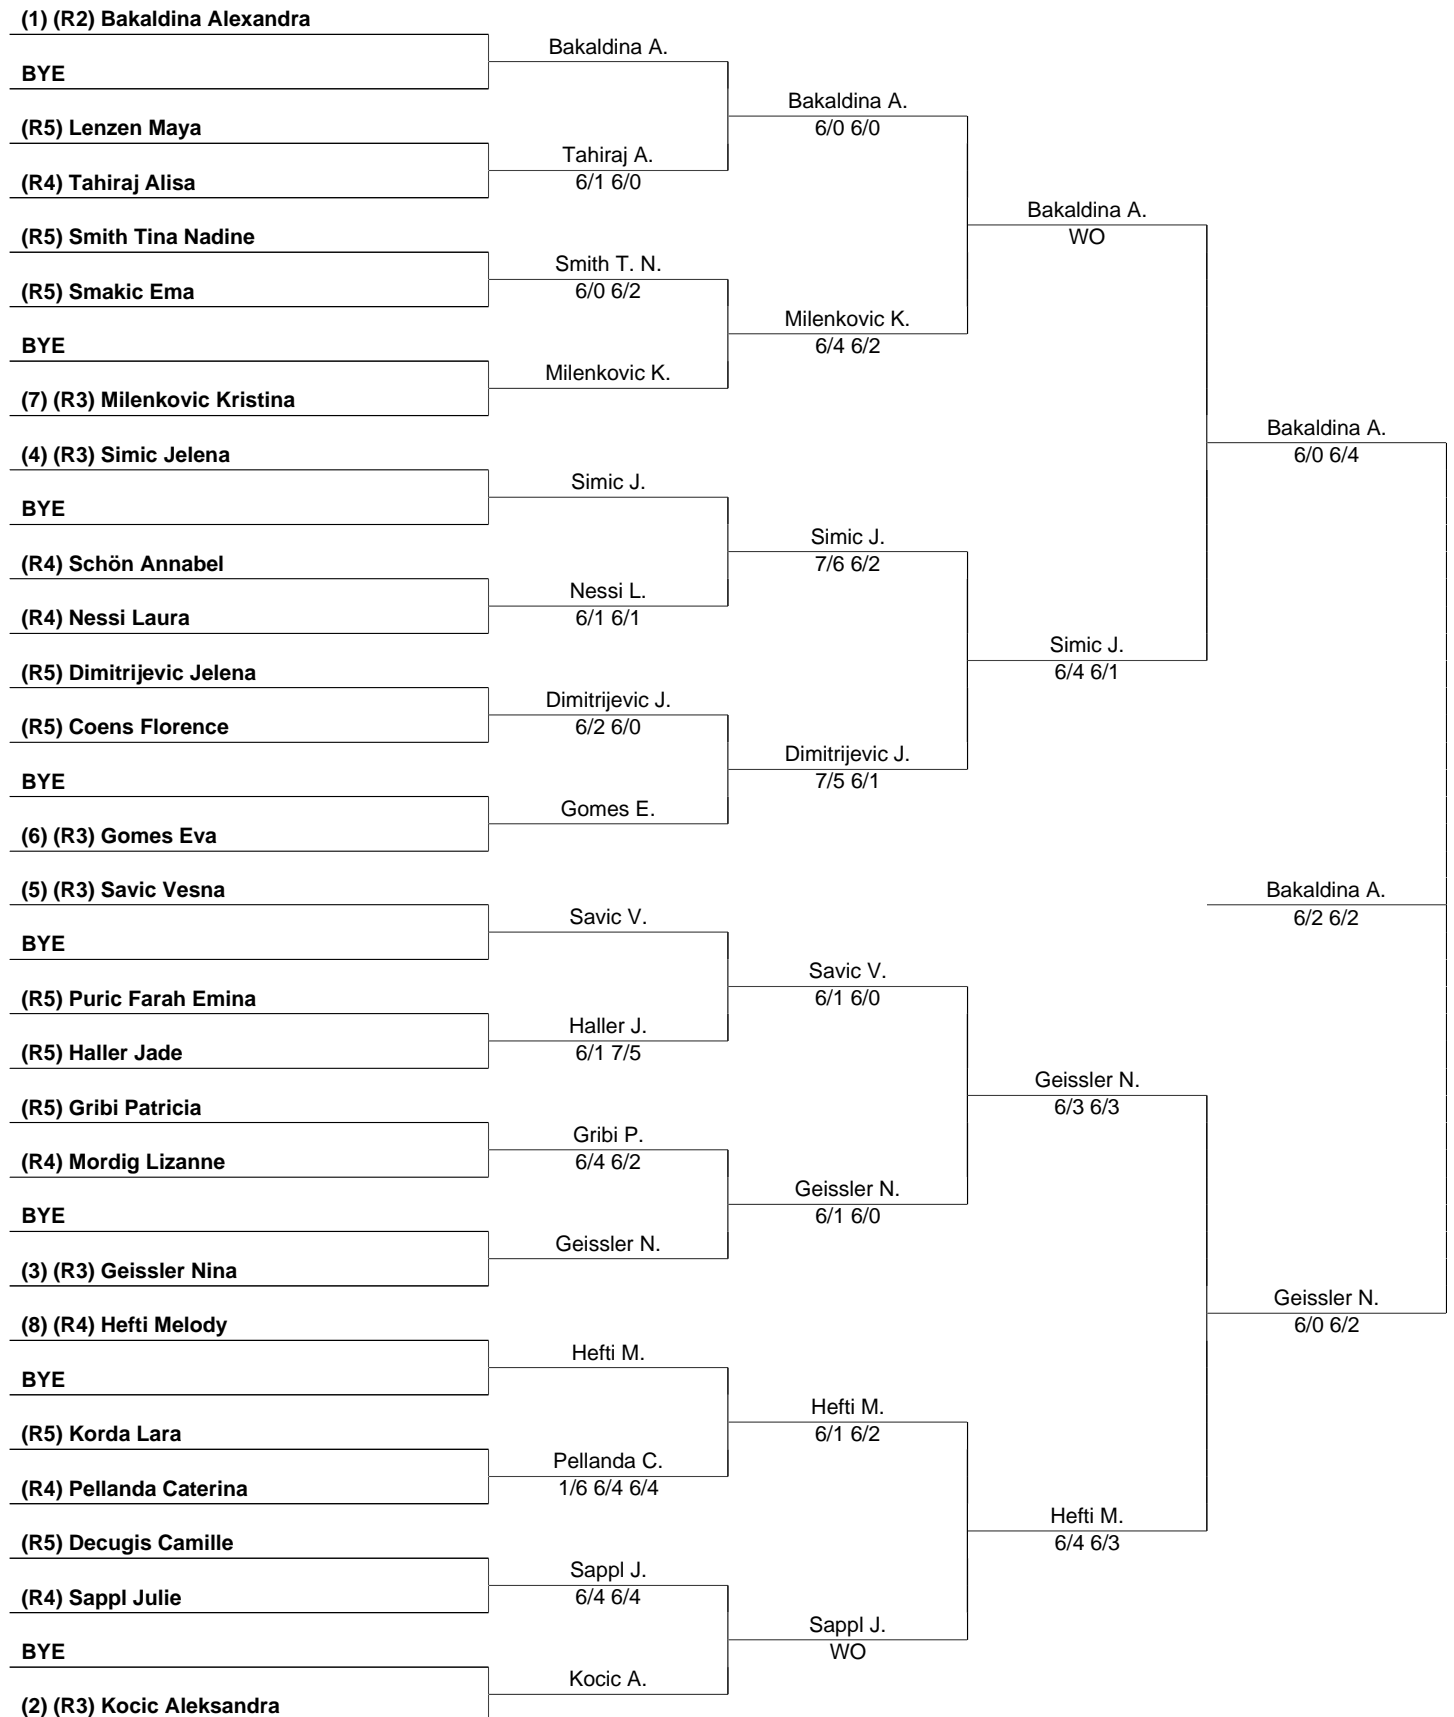 (1) (R2) Bakaldina Alexandra
Bakaldina A.
BYE
Bakaldina A.
6/0 6/0
(R5) Lenzen Maya
Tahiraj A.
6/1 6/0
(R4) Tahiraj Alisa
Bakaldina A.
WO
(R5) Smith Tina Nadine
Smith T. N.
6/0 6/2
(R5) Smakic Ema
Milenkovic K.
6/4 6/2
BYE
Milenkovic K.
(7) (R3) Milenkovic Kristina
Bakaldina A.
6/0 6/4
(4) (R3) Simic Jelena
Simic J.
BYE
Simic J.
7/6 6/2
(R4) Schön Annabel
Nessi L.
6/1 6/1
(R4) Nessi Laura
Simic J.
6/4 6/1
(R5) Dimitrijevic Jelena
Dimitrijevic J.
6/2 6/0
(R5) Coens Florence
Dimitrijevic J.
7/5 6/1
BYE
Gomes E.
(6) (R3) Gomes Eva
(5) (R3) Savic Vesna
Bakaldina A.
6/2 6/2
Savic V.
BYE
Savic V.
6/1 6/0
(R5) Puric Farah Emina
Haller J.
6/1 7/5
(R5) Haller Jade
Geissler N.
6/3 6/3
(R5) Gribi Patricia
Gribi P.
6/4 6/2
(R4) Mordig Lizanne
Geissler N.
6/1 6/0
BYE
Geissler N.
(3) (R3) Geissler Nina
Geissler N.
6/0 6/2
(8) (R4) Hefti Melody
Hefti M.
BYE
Hefti M.
6/1 6/2
(R5) Korda Lara
Pellanda C.
1/6 6/4 6/4
(R4) Pellanda Caterina
Hefti M.
6/4 6/3
(R5) Decugis Camille
Sappl J.
6/4 6/4
(R4) Sappl Julie
Sappl J.
WO
BYE
Kocic A.
(2) (R3) Kocic Aleksandra